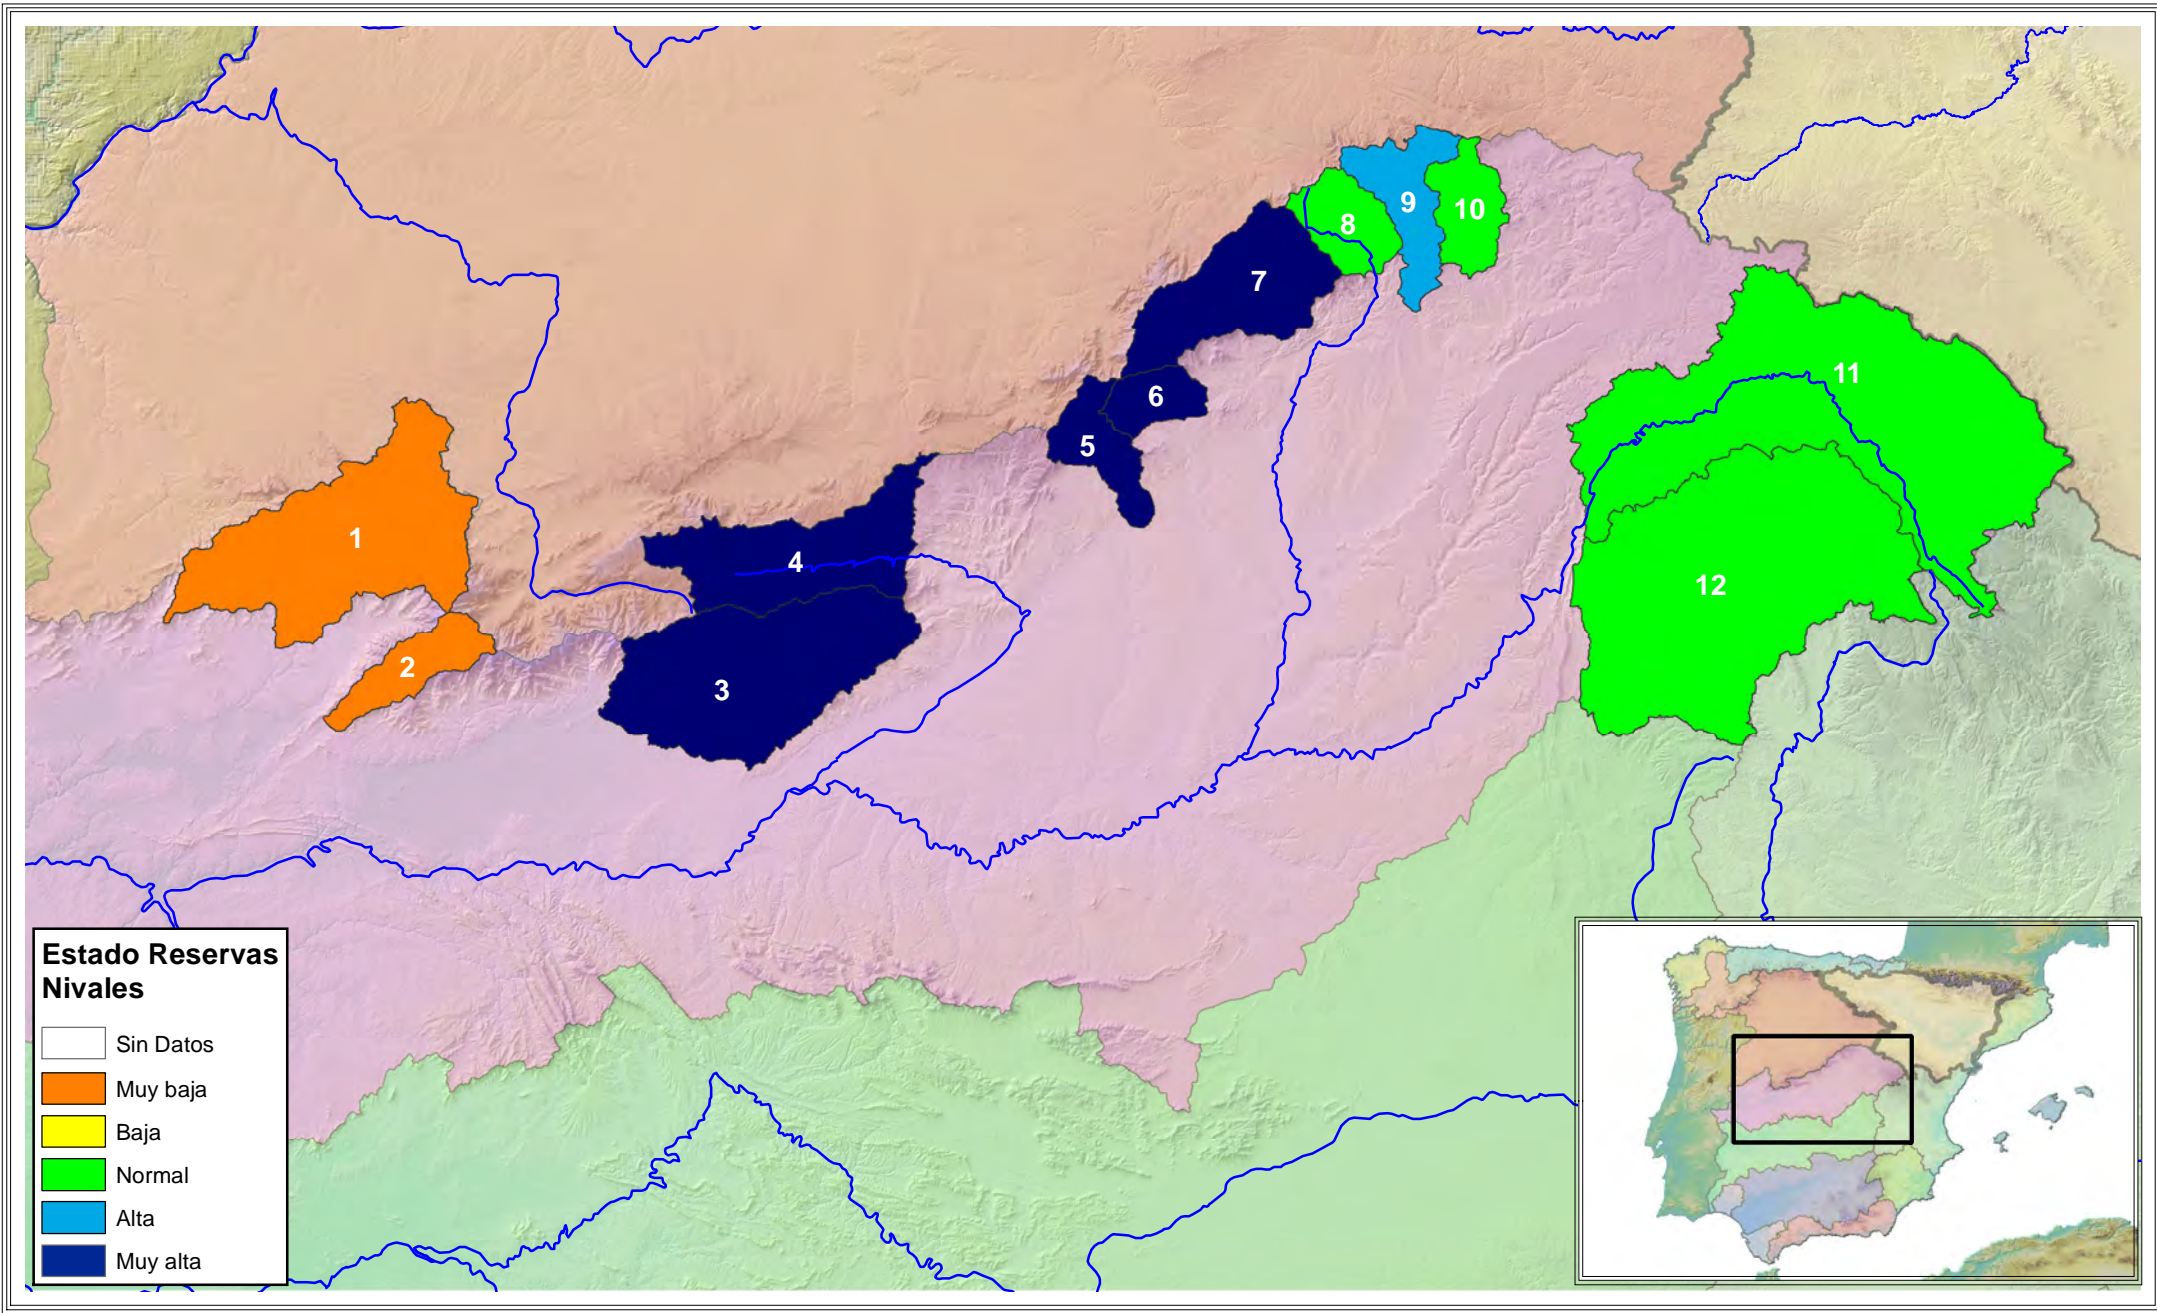 8
9
10
7
11
6
5
1
4
12
2
3
Estado Reservas
Nivales
Sin Datos
Muy baja
Baja
Normal
Alta
Muy alta